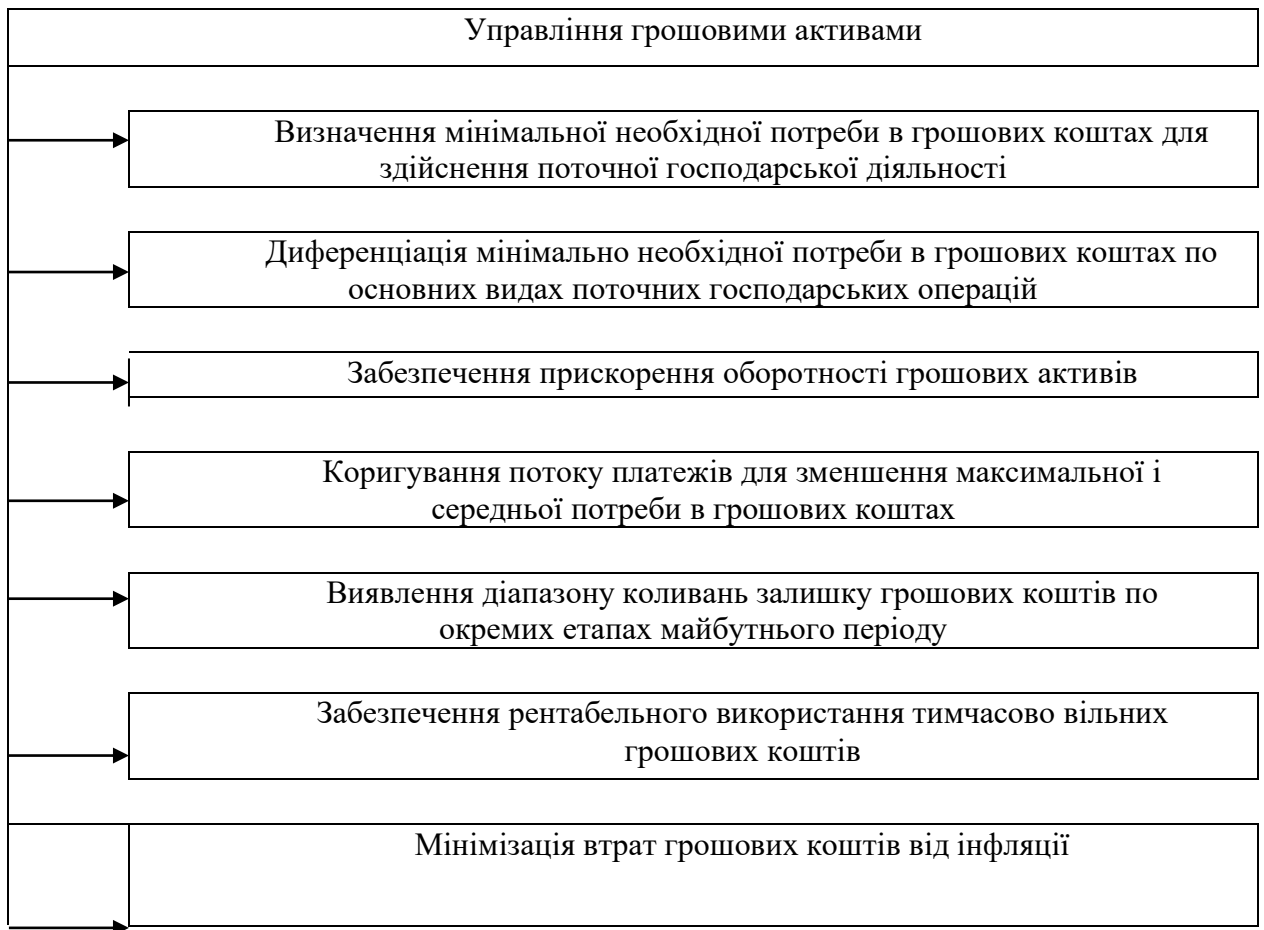 Управління грошовими активами
Визначення мінімальної необхідної потреби в грошових коштах для
здійснення поточної господарської діяльності
Диференціація мінімально необхідної потреби в грошових коштах по
основних видах поточних господарських операцій
Забезпечення прискорення оборотності грошових активів
Коригування потоку платежів для зменшення максимальної і
середньої потреби в грошових коштах
Виявлення діапазону коливань залишку грошових коштів по
окремих етапах майбутнього періоду
Забезпечення рентабельного використання тимчасово вільних
грошових коштів
Мінімізація втрат грошових коштів від інфляції